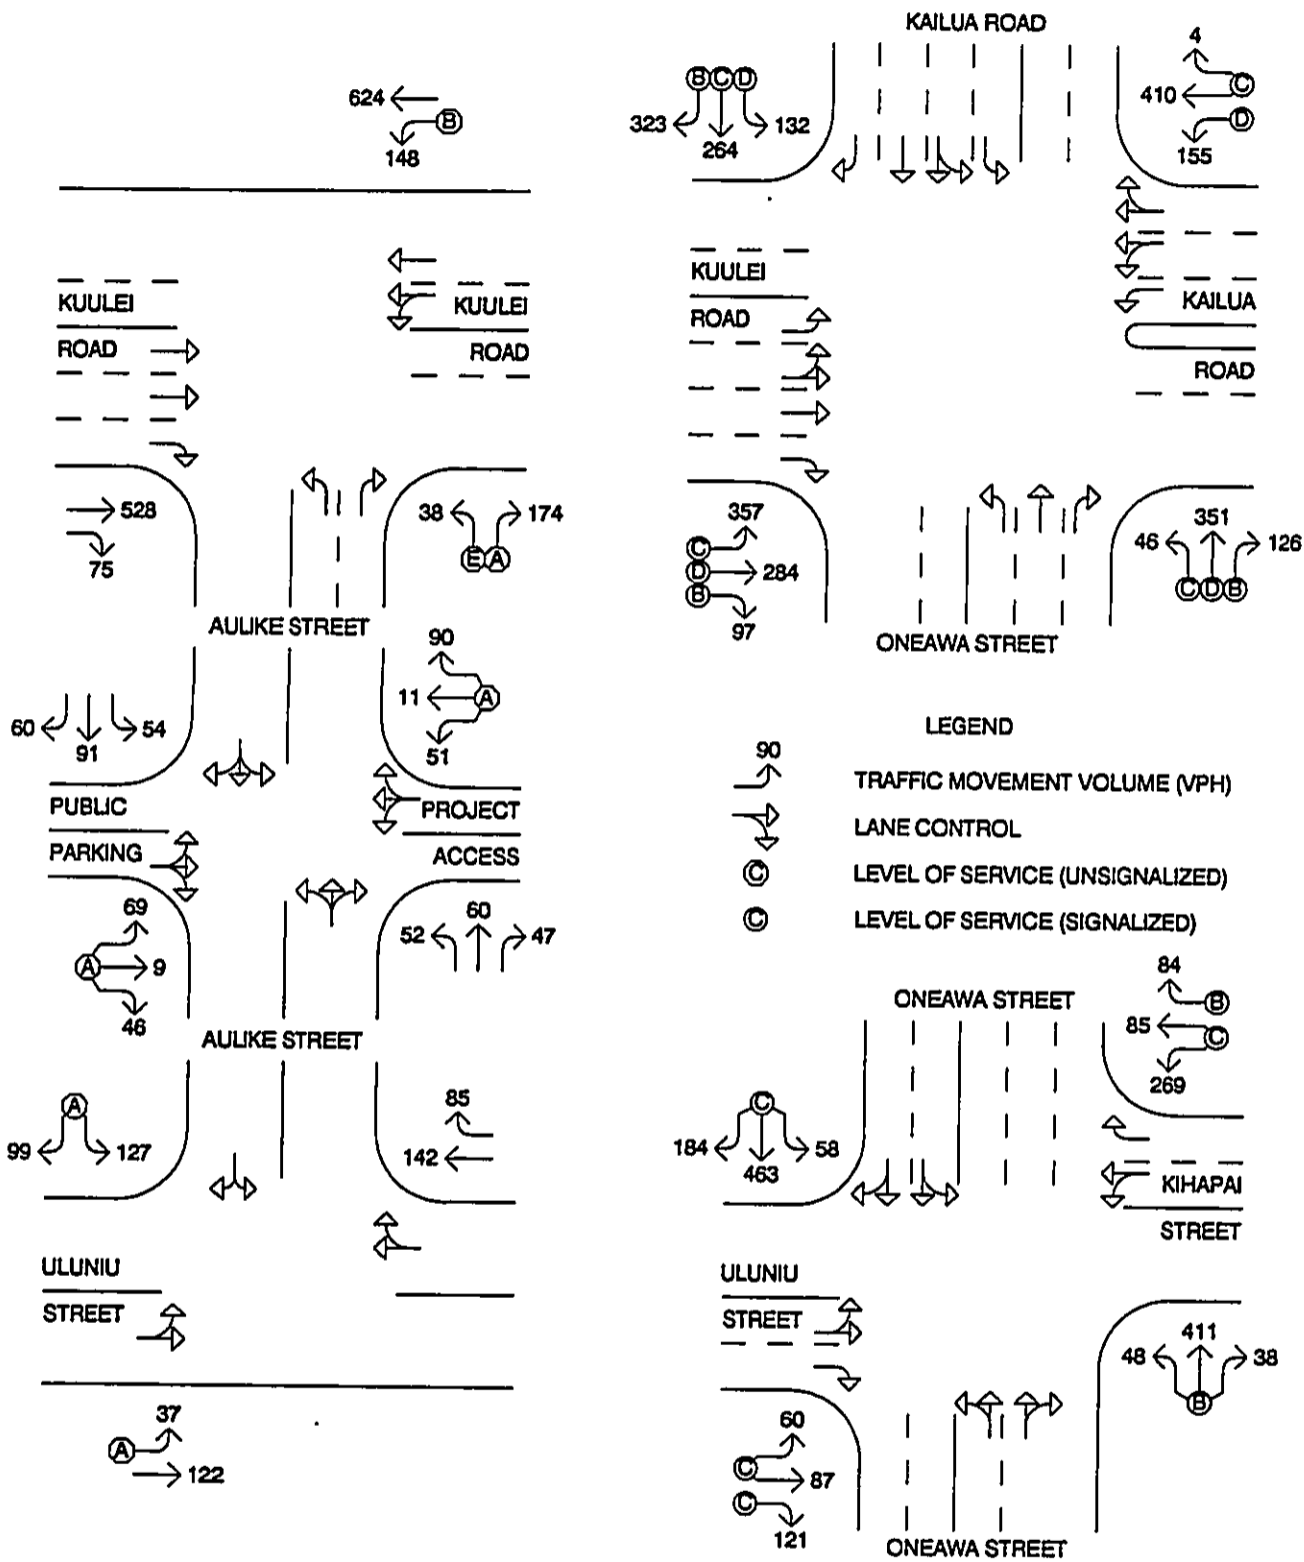 624
B
148
KUULEI
ROAD
KUULEI
ROAD
528
75
38
174
E A
AULIKE STREET
90
11
A
51
60
91
54
PUBLIC
PARKING
PROJECT
ACCESS
69
A
9
46
52
60
47
AULIKE STREET
A
99
127
85
142
ULUNIU
STREET
37
A
122
KAILUA ROAD
B C D
323
264
132
4
C
410
D
155
KUULEI
ROAD
KAILUA
ROAD
357
C
D
284
B
97
351
46
126
C D B
ONEAWA STREET
LEGEND
90
TRAFFIC MOVEMENT VOLUME (VPH)
LANE CONTROL
C LEVEL OF SERVICE (UNSIGNALIZED)
C LEVEL OF SERVICE (SIGNALIZED)
ONEAWA STREET
84
B
85
C
269
C
184
463
58
KIHAPAI
STREET
ULUNIU
STREET
411
48
38
B
60
C
87
C
121
ONEAWA STREET